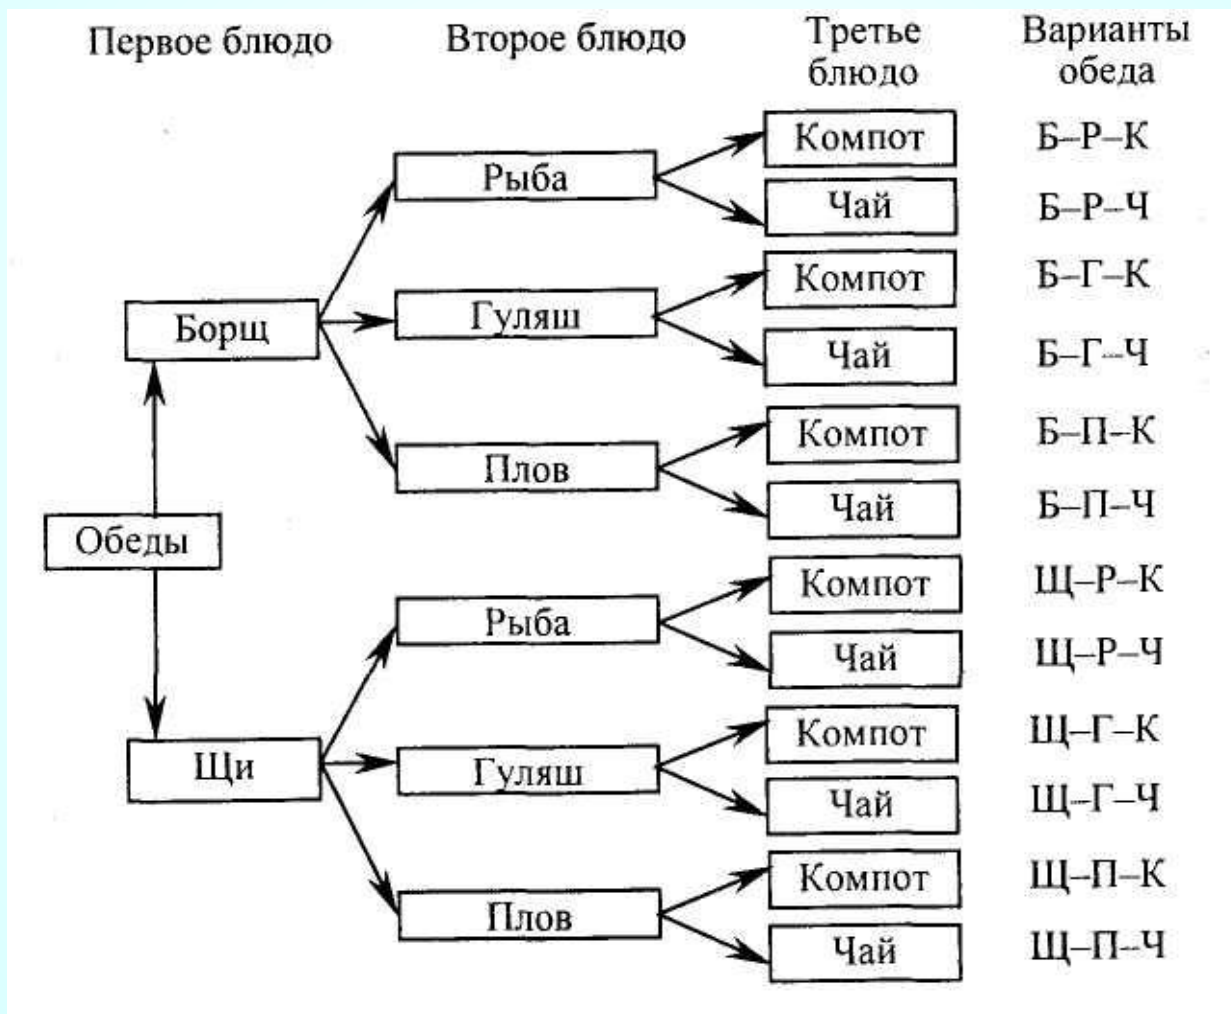 Первое блюдо Второе блюдо Третье блюдо Варианты обеда
Компот Б–Р–К
Рыба
Чай Б–Р–Ч
Компот Б–Г–К
Борщ Гуляш
Чай Б–Г–Ч
Компот Б–П–К
Плов
Чай Б–П–Ч
Обеды
Компот Щ–Р–К
Рыба
Чай Щ–Р–Ч
Компот Щ–Г–К
Щи Гуляш
Чай Щ–Г–Ч
Компот Щ–П–К
Плов
Чай Щ–П–Ч